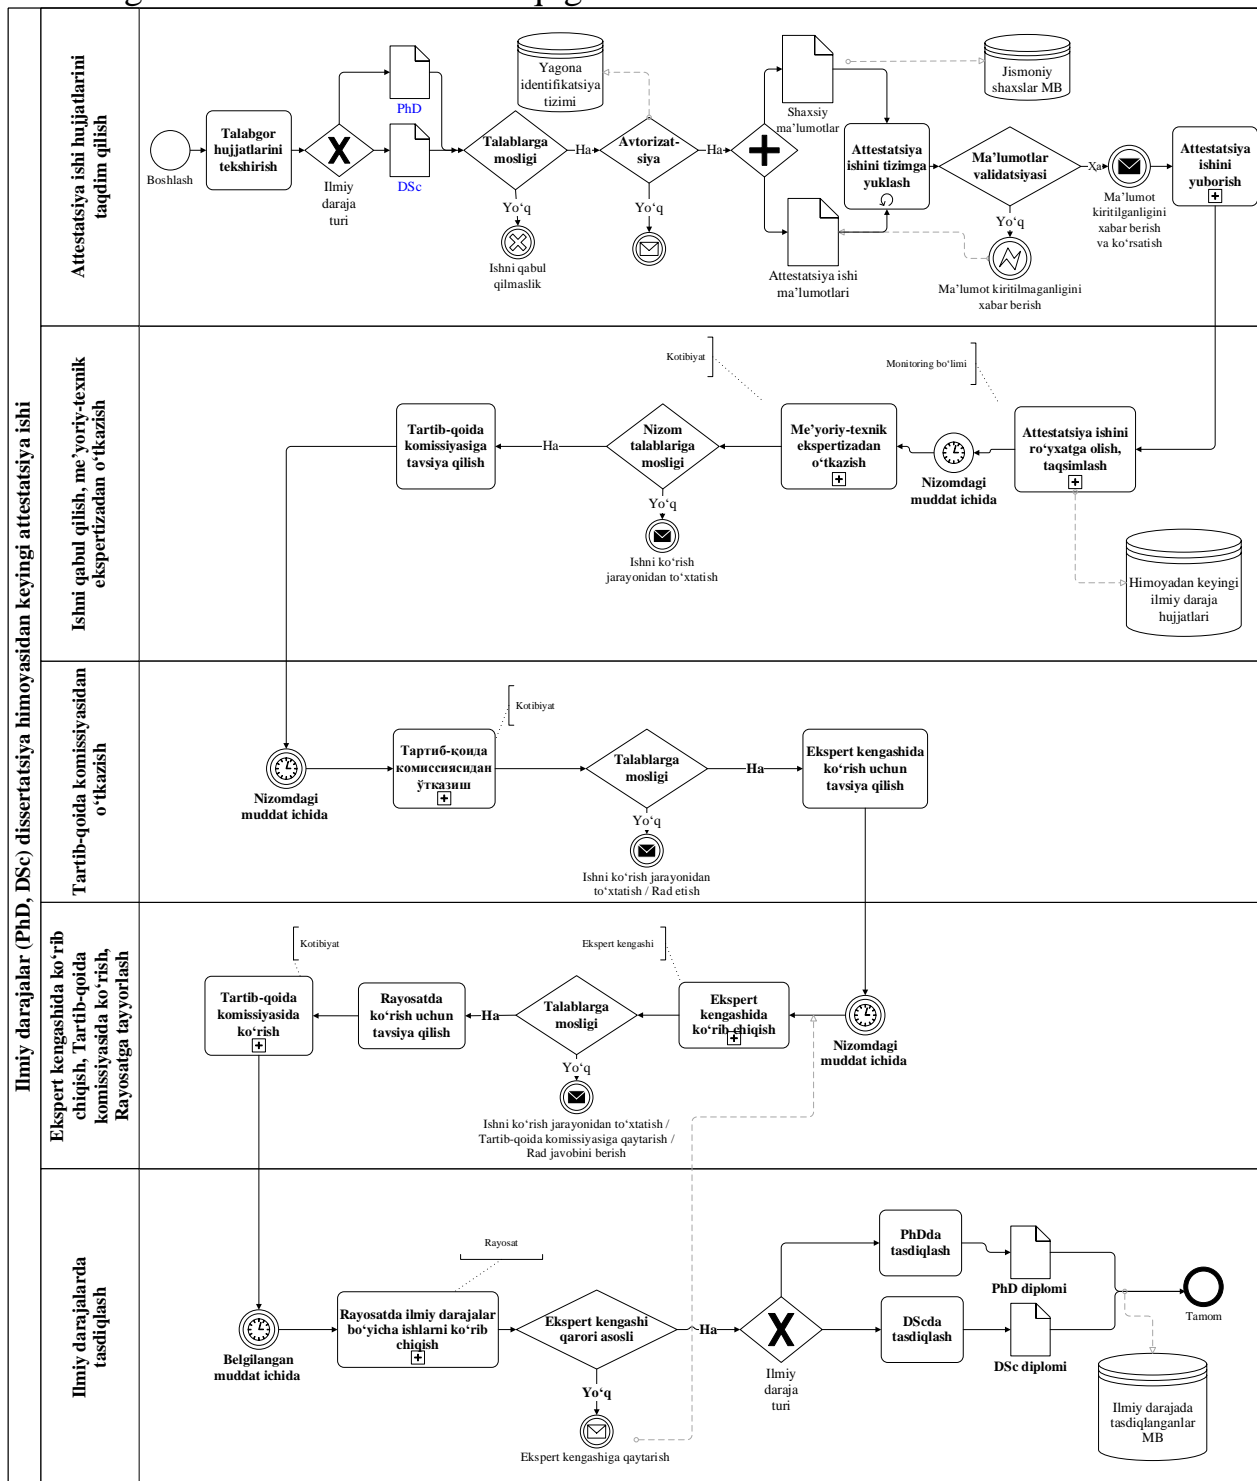 Ilmiy darajalar (PhD, DSc) dissertatsiya himoyasidan keyingi attestatsiya ishi
Attestatsiya ishi hujjatlarini
taqdim qilish
Boshlash
Talabgor
hujjatlarini
tekshirish
Ilmiy
daraja
turi
PhD
DSc
Talablarga
mosligi
Ha
Yo‘q
Ishni qabul
qilmaslik
Yagona
identifikatsiya
tizimi
Avtorizat-
siya
Ha
Yo‘q
Shaxsiy
ma’lumotlar
Attestatsiya ishi
ma’lumotlari
Attestatsiya
ishini tizimga
yuklash
Jismoniy
shaxslar MB
Ma’lumotlar
validatsiyasi
Xa
Yo‘q
Ma’lumot kiritilmaganligini
xabar berish
Ma’lumot
kiritilganligini
xabar berish
va ko‘rsatish
Attestatsiya
ishini
yuborish
Ishni qabul qilish, me’yoriy-texnik
ekspertizadan o‘tkazish
Tartib-qoida
komissiyasiga
tavsiya qilish
Ha
Nizom
talablariga
mosligi
Yo‘q
Ishni ko‘rish
jarayonidan to‘xtatish
Kotibiyat
Me’yoriy-texnik
ekspertizadan
o‘tkazish
Nizomdagi
muddat ichida
Monitoring bo‘limi
Attestatsiya ishini
ro‘yxatga olish,
taqsimlash
Himoyadan keyingi
ilmiy daraja
hujjatlari
Tartib-qoida komissiyasidan
o‘tkazish
Nizomdagi
muddat ichida
Kotibiyat
Тартиб-қоида
комиссиясидан
ўтказиш
Talablarga
mosligi
Ha
Yo‘q
Ishni ko‘rish jarayonidan
to‘xtatish / Rad etish
Ekspert kengashida
ko‘rish uchun
tavsiya qilish
Ekspert kengashida ko‘rib
chiqish, Tartib-qoida
komissiyasida ko‘rish,
Rayosatga tayyorlash
Kotibiyat
Tartib-qoida
komissiyasida
ko‘rish
Rayosatda
ko‘rish uchun
tavsiya qilish
Ha
Talablarga
mosligi
Yo‘q
Ishni ko‘rish jarayonidan to‘xtatish /
Tartib-qoida komissiyasiga qaytarish /
Rad javobini berish
Ekspert kengashi
Ekspert
kengashida
ko‘rib chiqish
Nizomdagi
muddat ichida
Ilmiy darajalarda
tasdiqlash
Belgilangan
muddat ichida
Rayosat
Rayosatda ilmiy darajalar
bo‘yicha ishlarni ko‘rib
chiqish
Ekspert kengashi
qarori asosli
Ha
Yo‘q
Ekspert kengashiga qaytarish
Ilmiy
daraja
turi
PhDda
tasdiqlash
DScda
tasdiqlash
PhD diplomi
DSc diplomi
Tamom
Ilmiy darajada
tasdiqlanganlar
MB